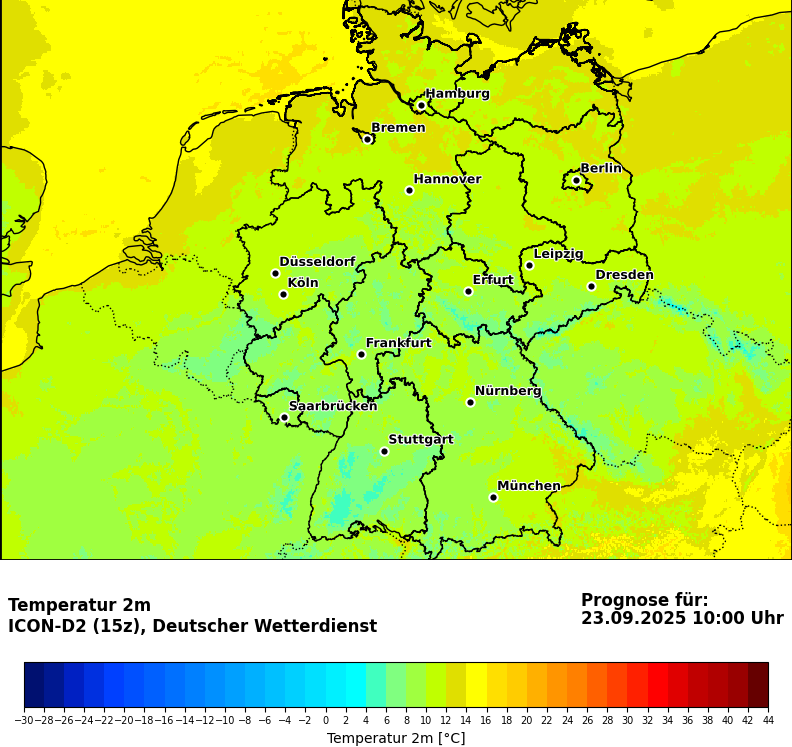 Hamburg
Bremen
Berlin
Hannover
Leipzig
Düsseldorf
Dresden
Köln
Erfurt
Frankfurt
Nürnberg
Saarbrücken
Stuttgart
München
Temperatur 2m
ICON-D2 (15z), Deutscher Wetterdienst
Prognose für:
23.09.2025 10:00 Uhr
−30 −28 −26 −24 −22 −20 −18 −16 −14 −12 −10 −8 −6 −4 −2 0 2 4 6 8 10 12 14 16 18 20 22 24 26 28 30 32 34 36 38 40 42 44
Temperatur 2m [°C]